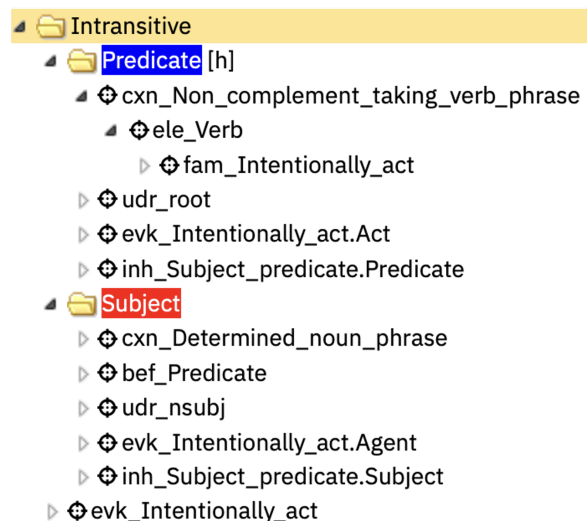 Intransitive
Predicate [h]
cxn_Non_complement_taking_verb_phrase
ele_Verb
fam_Intentionally_act
udr_root
evk_Intentionally_act.Act
inh_Subject_predicate.Predicate
Subject
cxn_Determined_noun_phrase
bef_Predicate
udr_nsubj
evk_Intentionally_act.Agent
inh_Subject_predicate.Subject
evk_Intentionally_act